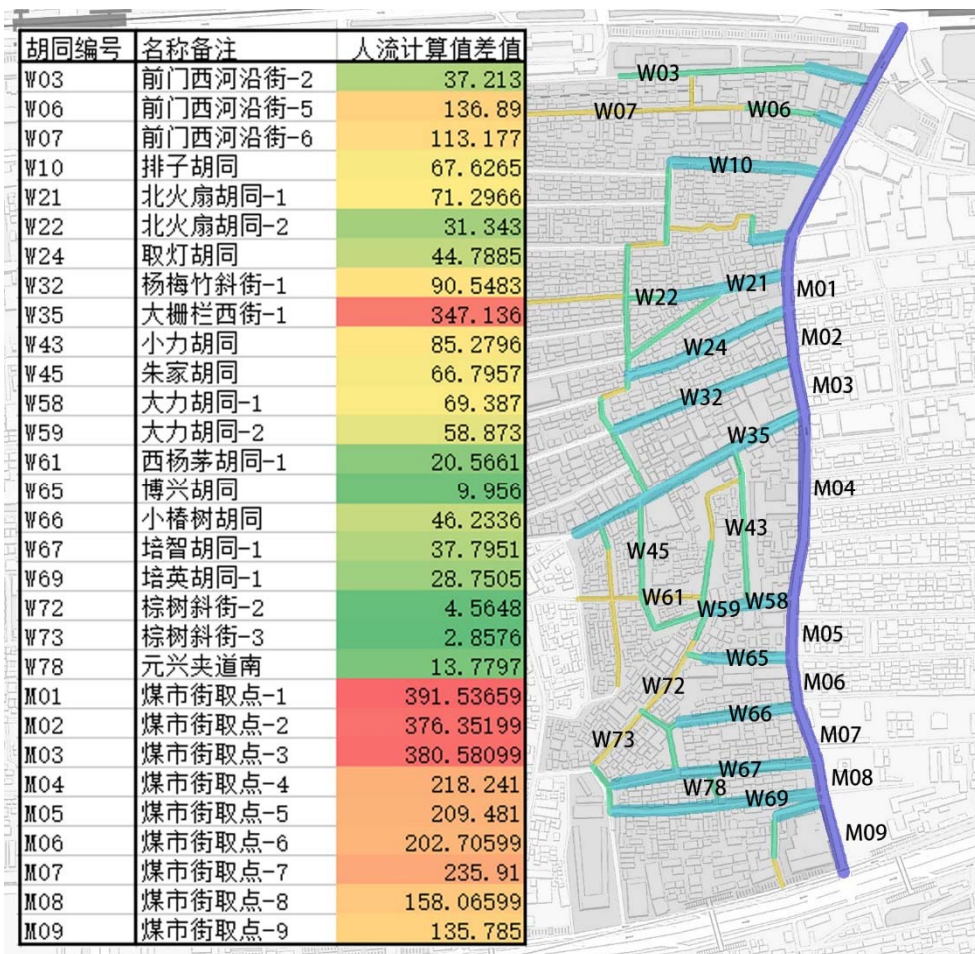 胡同编号 名称备注 人流计算值差值
W03 前门西河沿街-2 37.213
W06 前门西河沿街-5 136.89
W07 前门西河沿街-6 113.177
W10 排子胡同 67.6265
W21 北火扇胡同-1 71.2966
W22 北火扇胡同-2 31.343
W24 取灯胡同 44.7885
W32 杨梅竹斜街-1 90.5483
W35 大栅栏西街-1 347.136
W43 小力胡同 85.2796
W45 朱家胡同 66.7957
W58 大力胡同-1 69.387
W59 大力胡同-2 58.873
W61 西杨茅胡同-1 20.5661
W65 博兴胡同 9.956
W66 小椿树胡同 46.2336
W67 培智胡同-1 37.7951
W69 培英胡同-1 28.7505
W72 棕树斜街-2 4.5648
W73 棕树斜街-3 2.8576
W78 元兴夹道南 13.7797
M01 煤市街取点-1 391.53659
M02 煤市街取点-2 376.35199
M03 煤市街取点-3 380.58099
M04 煤市街取点-4 218.241
M05 煤市街取点-5 209.481
M06 煤市街取点-6 202.70599
M07 煤市街取点-7 235.91
M08 煤市街取点-8 158.06599
M09 煤市街取点-9 135.785
W03
W07
W06
W10
W21
W22
M01
W24
M02
W32
M03
W35
M04
W43
W45
W61
W59
W58
M05
W65
W72
M06
W66
W73
M07
W67
W78
M08
W69
M09